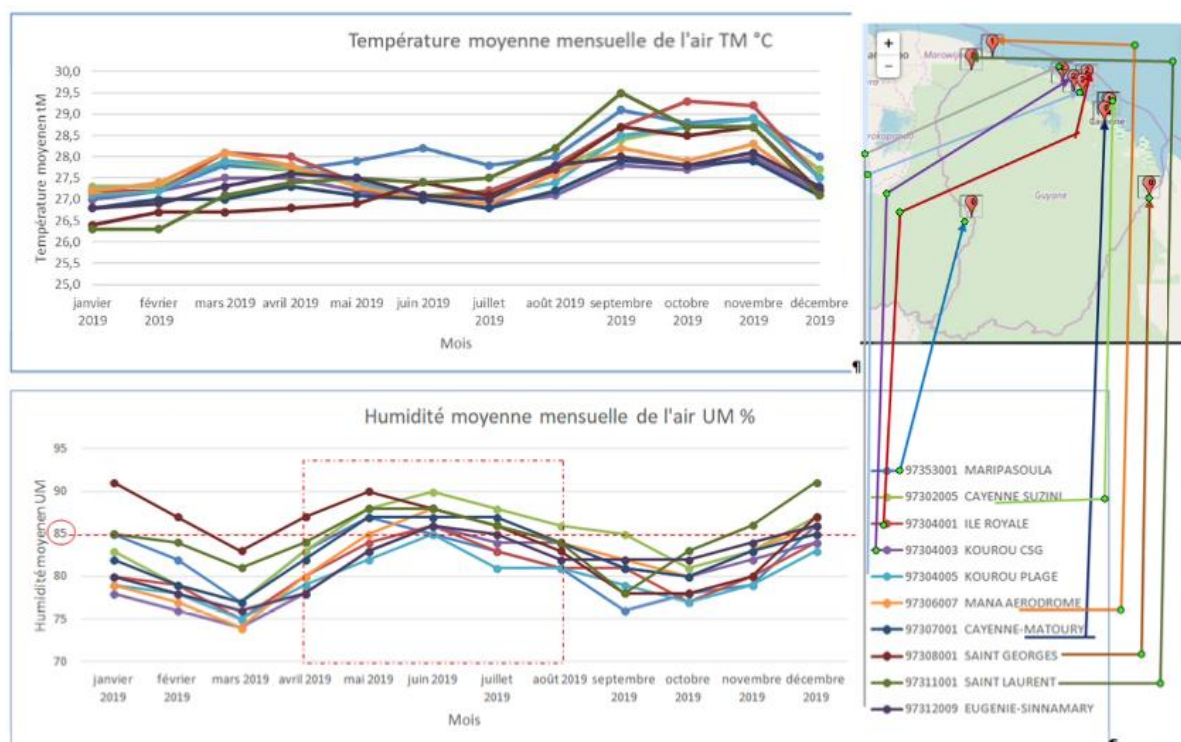 Température moyenne mensuelle de l'air TM °C
Température moyenen tM
30,0
29,5
29,0
28,5
28,0
27,5
27,0
26,5
26,0
25,5
25,0
janvier 2019
février 2019
mars 2019
avril 2019
mai 2019
juin 2019
juillet 2019
août 2019
septembre 2019
octobre 2019
novembre 2019
décembre 2019
Mois
+
−
Marowijne
Cayenne
Guyane
¶
Humidité moyenne mensuelle de l'air UM %
Humidité moyenen UM
95
90
85
80
75
70
janvier 2019
février 2019
mars 2019
avril 2019
mai 2019
juin 2019
juillet 2019
août 2019
septembre 2019
octobre 2019
novembre 2019
décembre 2019
Mois
97353001 MARIPASOULA
97302005 CAYENNE SUZINI
97304001 ILE ROYALE
97304003 KOUROU CSG
97304005 KOUROU PLAGE
97306007 MANA AERODROME
97307001 CAYENNE-MATOURY
97308001 SAINT GEORGES
97311001 SAINT LAURENT
97312009 EUGENIE-SINNAMARY